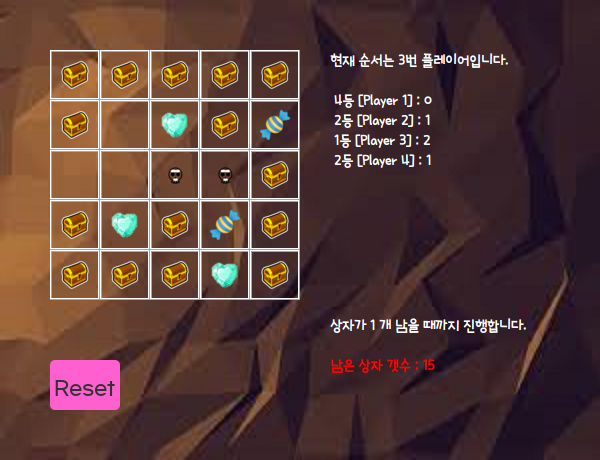 현재 순서는 3번 플레이어입니다.
4등 [Player 1] : 0
2등 [Player 2] : 1
1등 [Player 3] : 2
2등 [Player 4] : 1
상자가 1 개 남을 때까지 진행합니다.
남은 상자 갯수 : 15
Reset